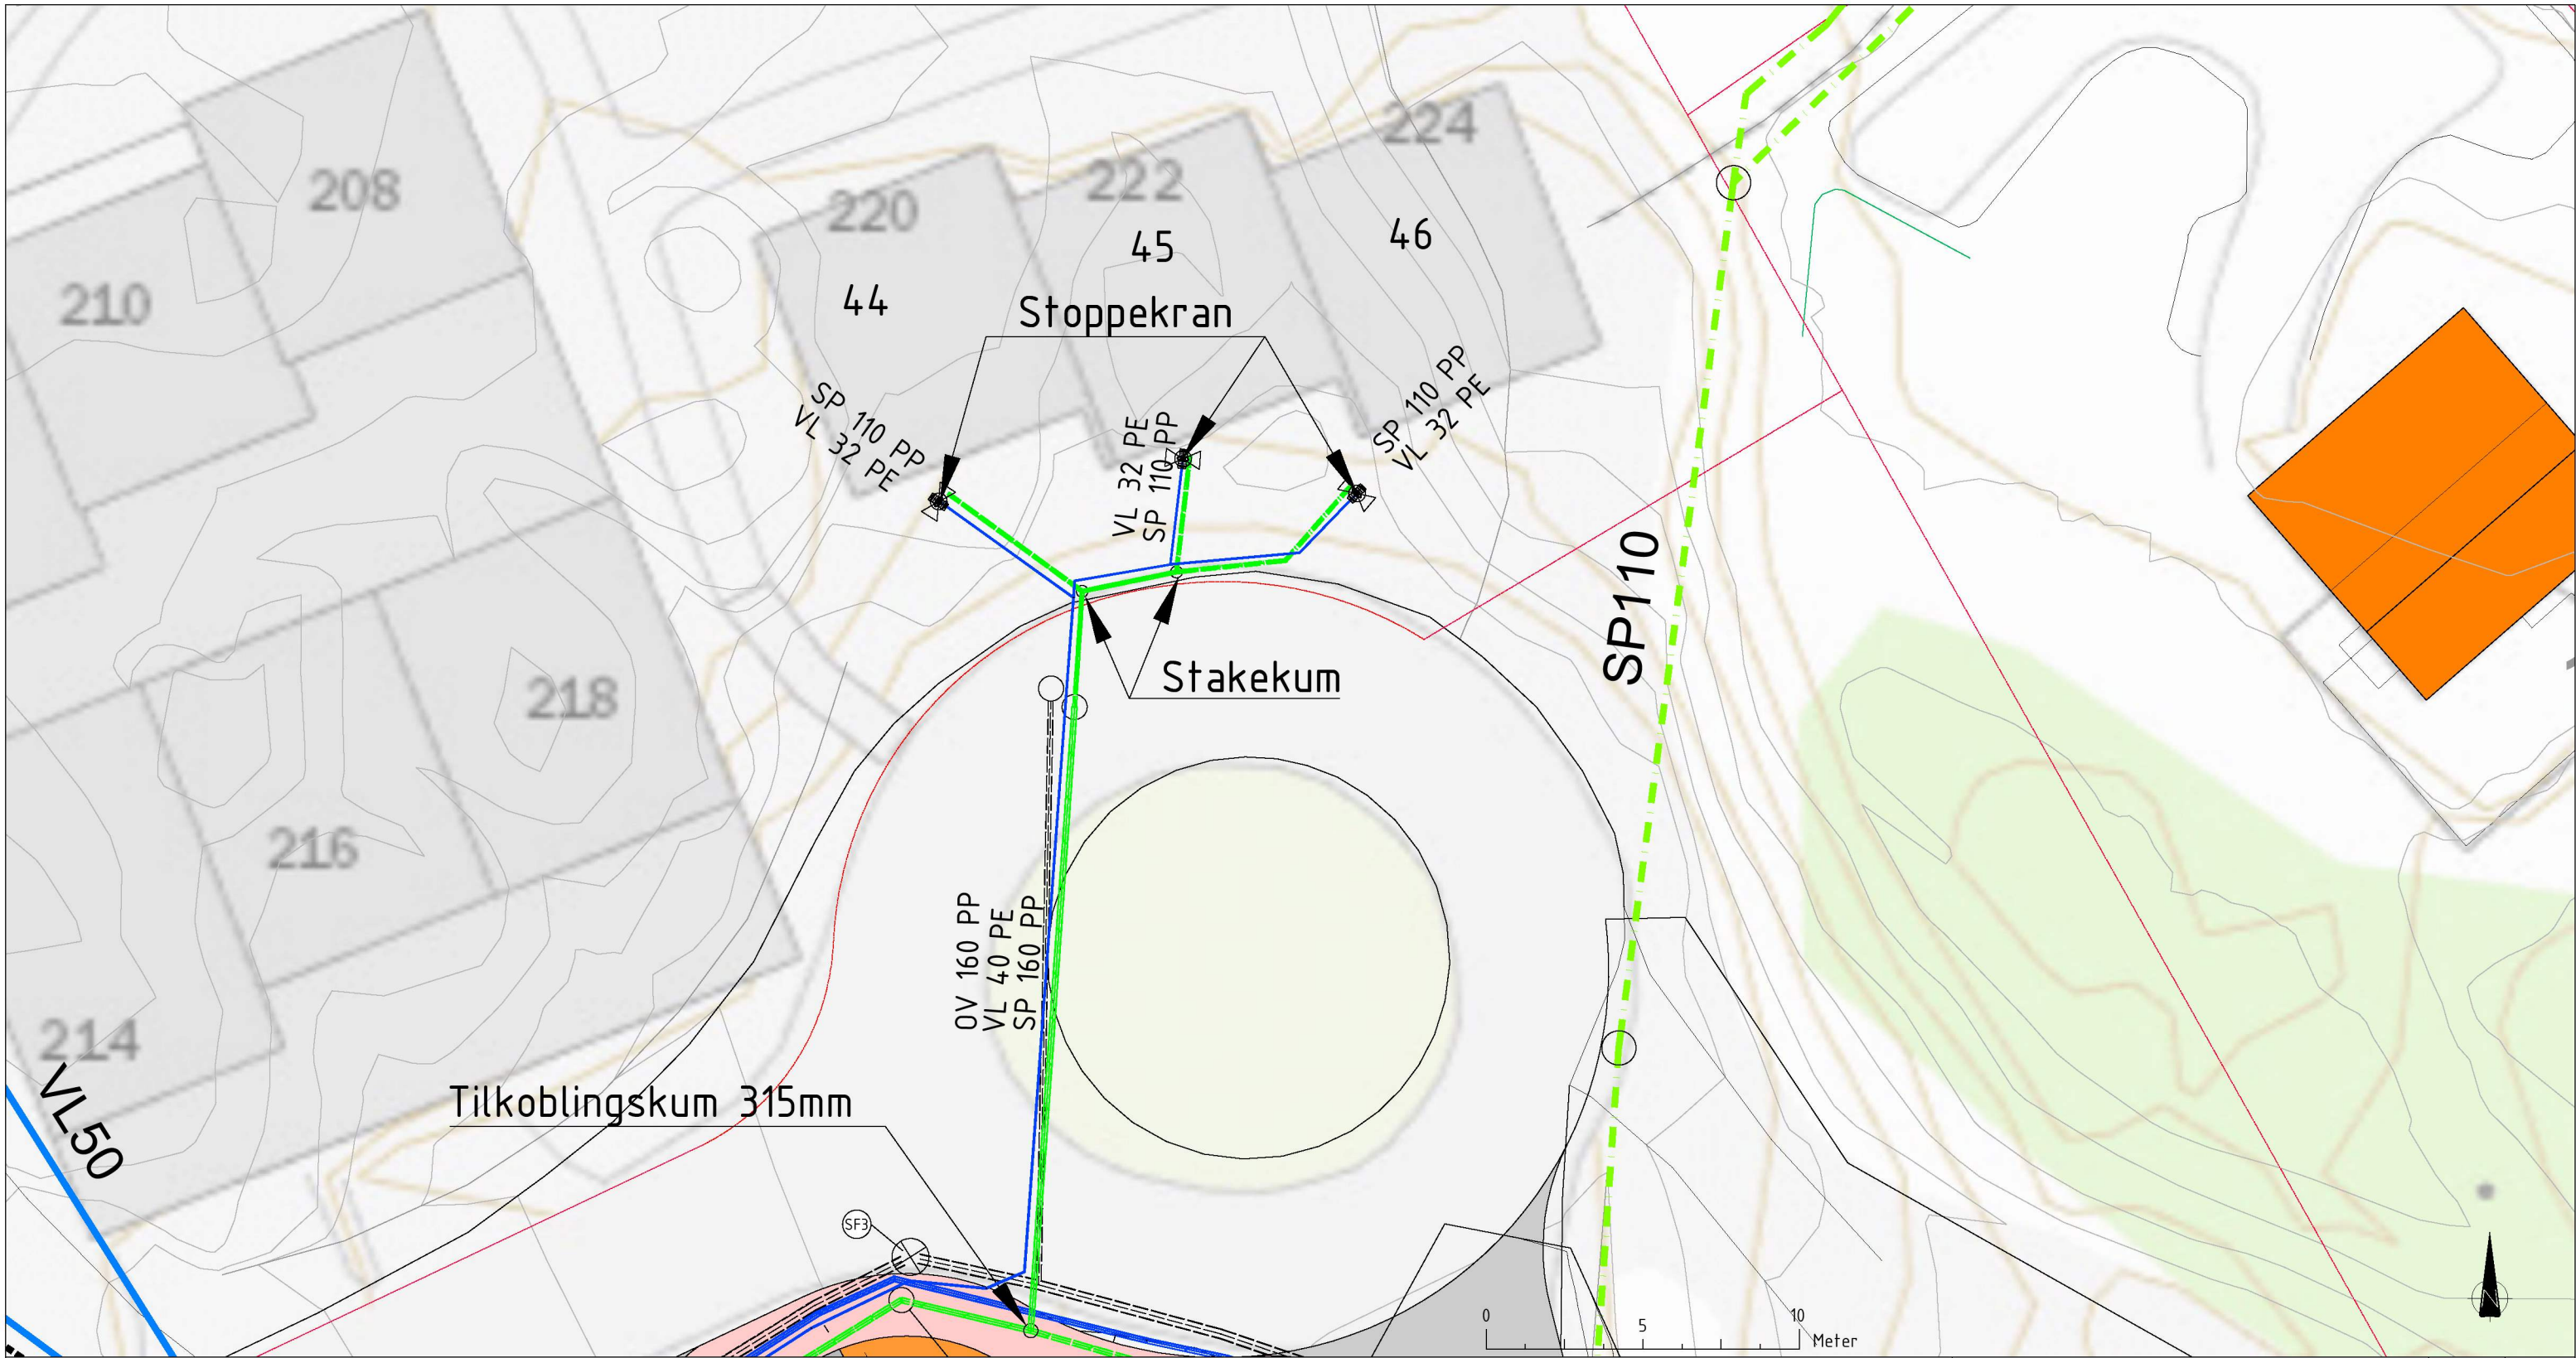 224
222
208
220
46
45
44
210
Stoppekran
SP 110 PP
VL 32 PE
SP 110 PP
VL 32 PE
VL 32 PE
SP 110 PP
SP110
Stakekum
218
216
OV 160 PP
VL 40 PE
SP 160 PP
214
Tilkoblingskum 315mm
VL50
SF3
N
0
5
10
Meter